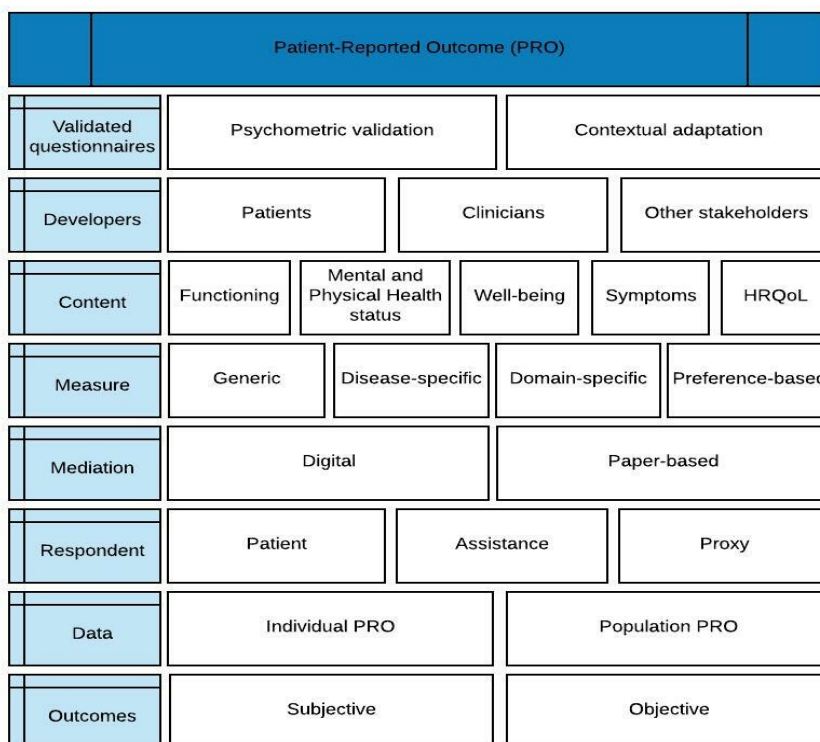 Patient-Reported Outcome (PRO)
Validated
questionnaires
Psychometric validation
Contextual adaptation
Developers
Patients
Clinicians
Other stakeholders
Content
Functioning
Mental and
Physical Health
status
Well-being
Symptoms
HRQoL
Measure
Generic
Disease-specific
Domain-specific
Preference-based
Mediation
Digital
Paper-based
Respondent
Patient
Assistance
Proxy
Data
Individual PRO
Population PRO
Outcomes
Subjective
Objective